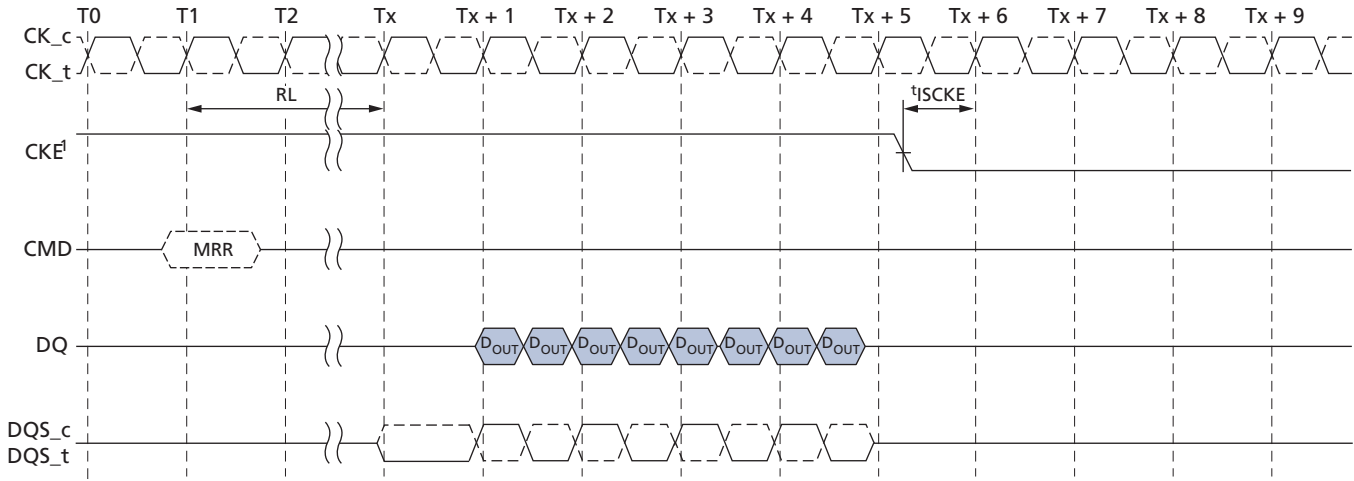 T0 T1 T2 Tx Tx + 1 Tx + 2 Tx + 3 Tx + 4 Tx + 5 Tx + 6 Tx + 7 Tx + 8 Tx + 9
CK_c
CK_t
RL tISCKE
CKE1
CMD MRR
DQ DOUT DOUT DOUT DOUT DOUT DOUT DOUT DOUT
DQS_c
DQS_t